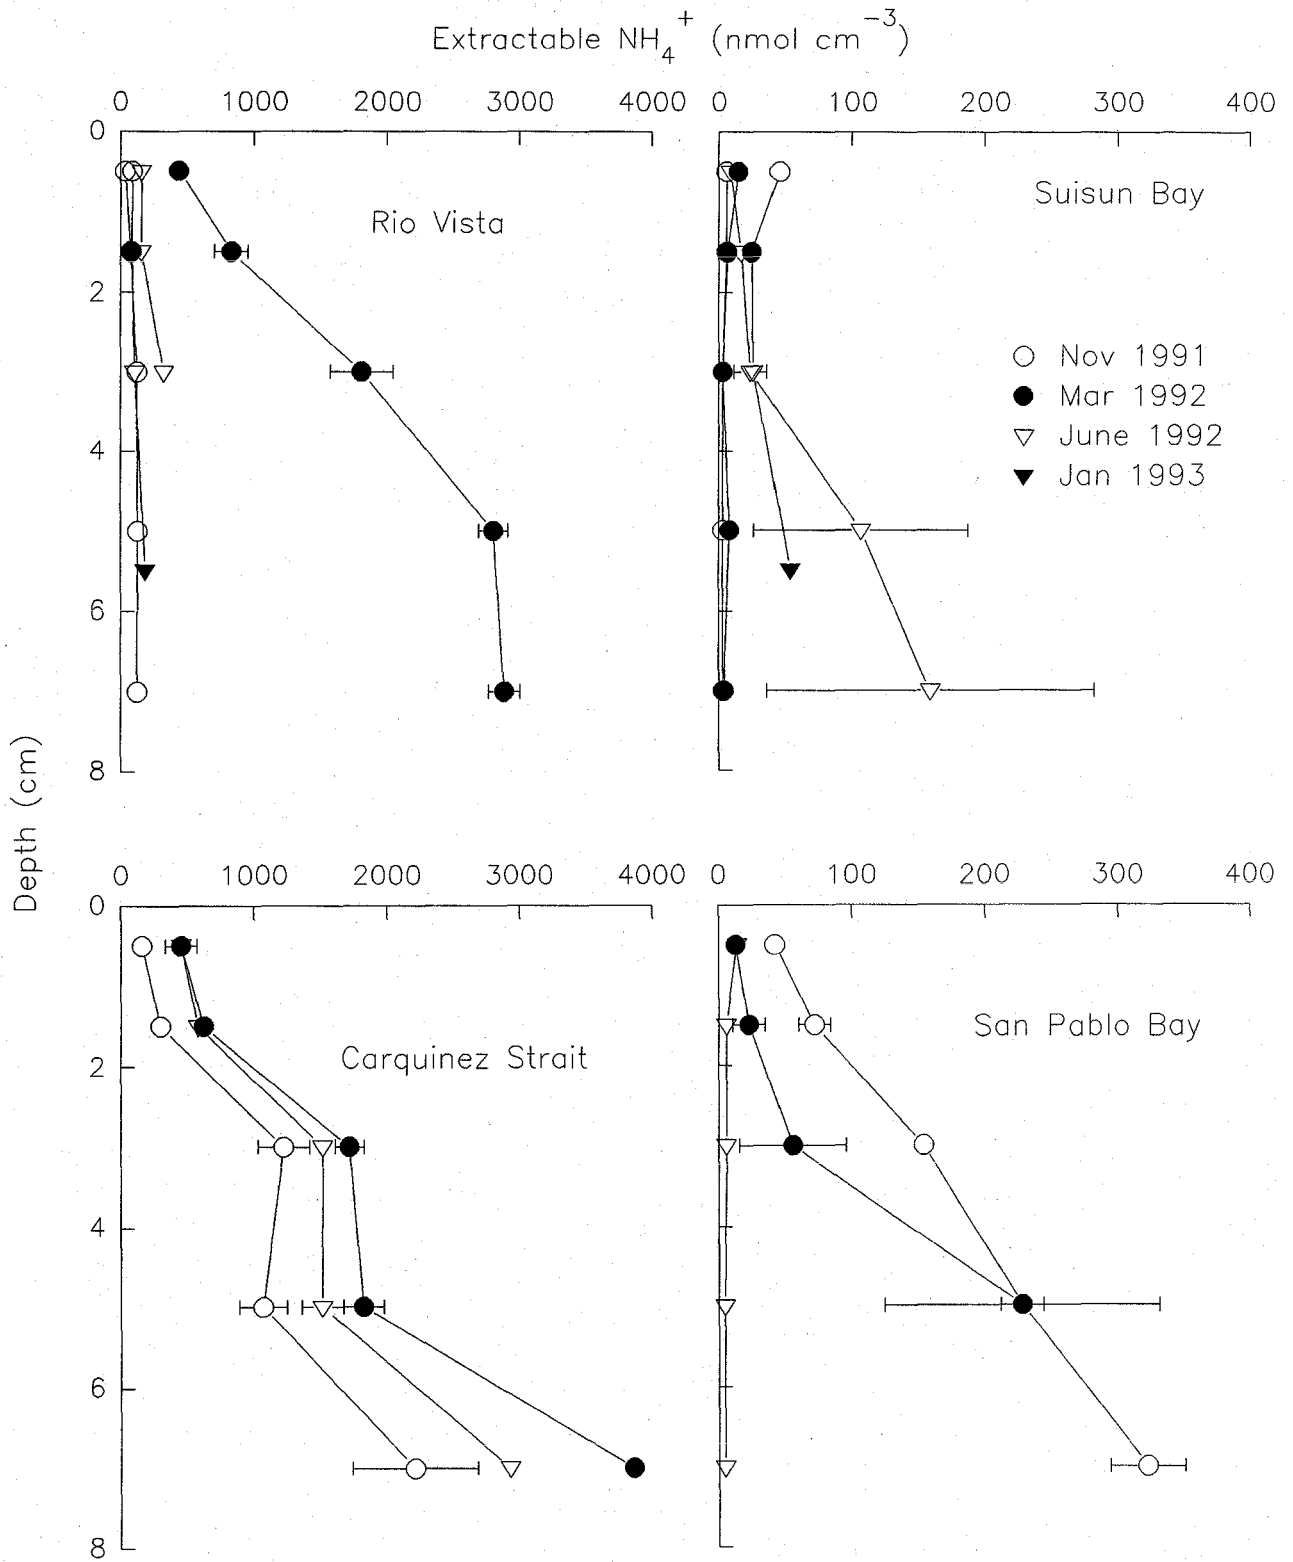 Extractable NH₄⁺ (nmol cm⁻³)
0 1000 2000 3000 4000
0 100 200 300 400
0
2
4
6
8
Rio Vista
Suisun Bay
Nov 1991
Mar 1992
June 1992
Jan 1993
Depth (cm)
0 1000 2000 3000 4000
0 100 200 300 400
0
2
4
6
8
Carquinez Strait
San Pablo Bay